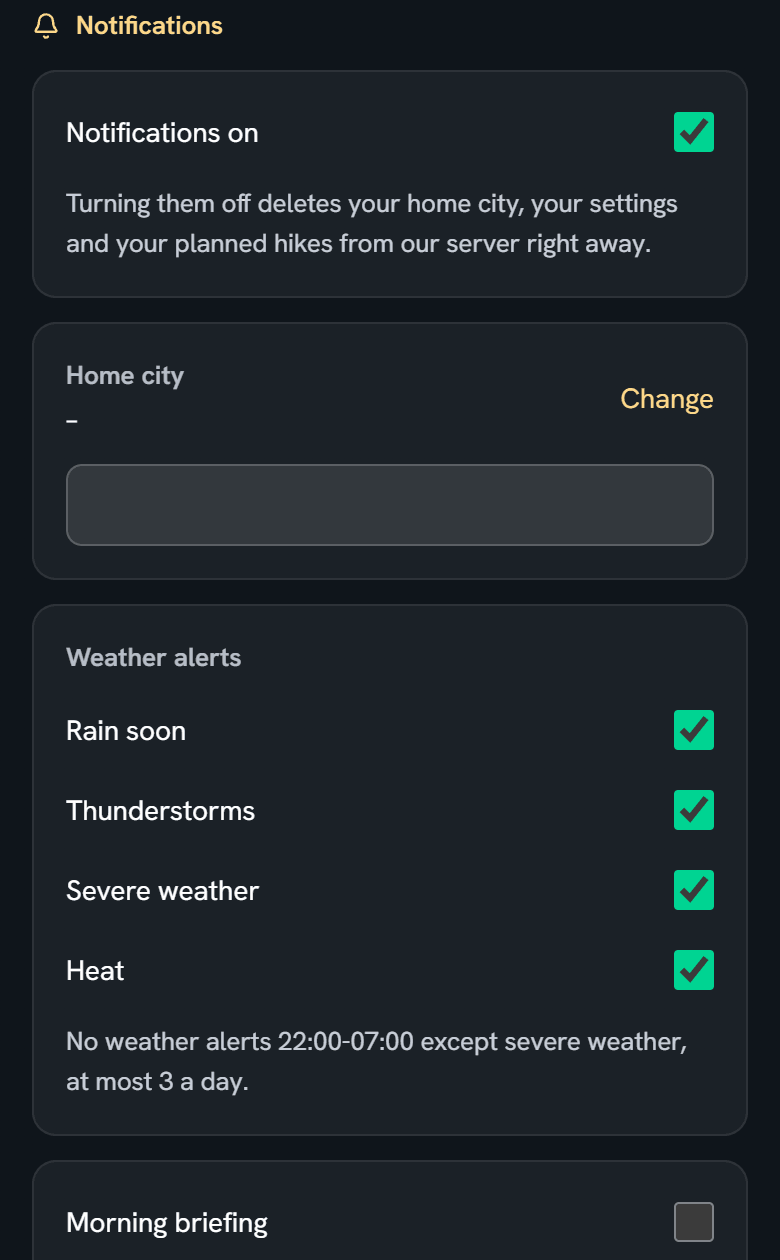 Notifications
Notifications on
Turning them off deletes your home city, your settings
and your planned hikes from our server right away.
Home city
–
Change
Weather alerts
Rain soon
Thunderstorms
Severe weather
Heat
No weather alerts 22:00-07:00 except severe weather,
at most 3 a day.
Morning briefing